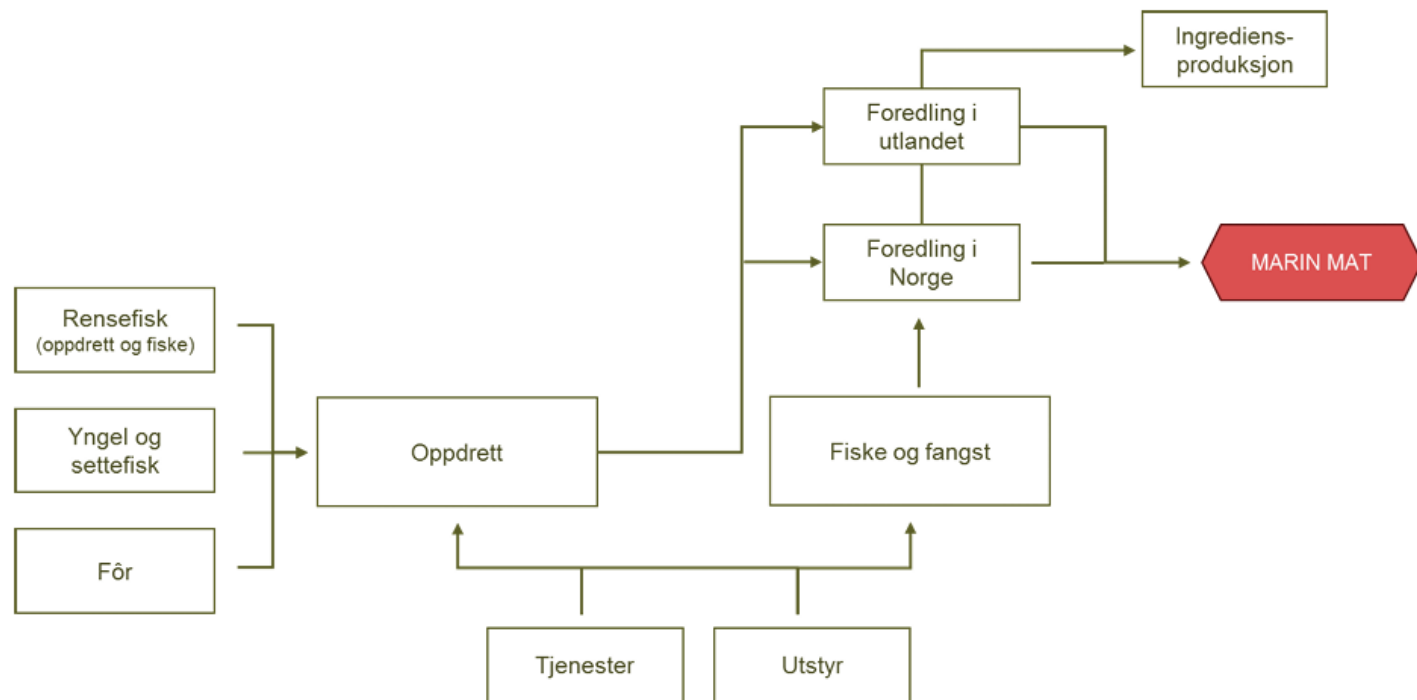 Ingrediens-
produksjon
Foredling i
utlandet
Foredling i
Norge
MARIN MAT
Rensefisk
(oppdrett og fiske)
Yngel og
settefisk
Fôr
Oppdrett
Fiske og fangst
Tjenester
Utstyr